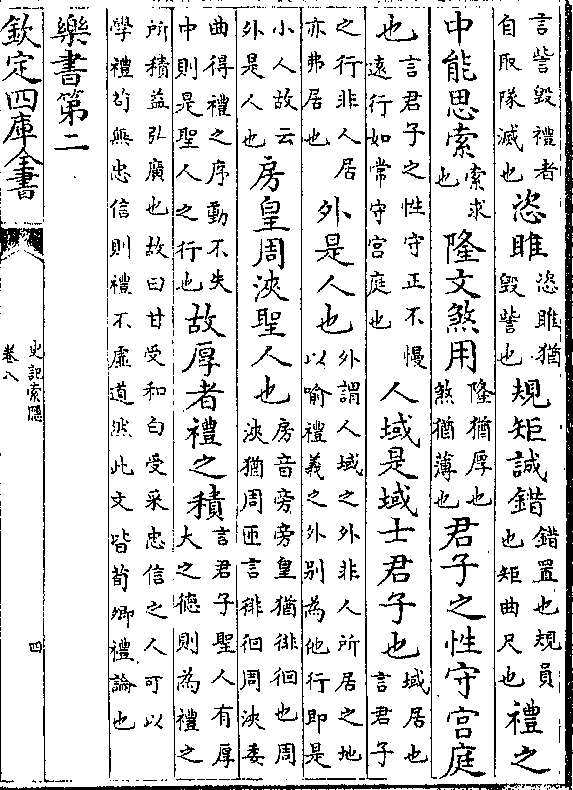 言訾毀禮者自取隊滅也恣睢恣睢猶毀訾也規矩誠錯錯置也規員也矩曲尺也禮之
中能思索索求也隆文煞用隆猶厚也煞猶薄也君子之性守宫庭
也言君子之性守正不慢遠行如常守宫庭也人域是域士君子也域居也言君子
之行非人居亦弗居也外是人也外謂人域之外非人所居之地以喻禮義之外别為他行即是
小人故云外是人也房皇周浹聖人也房音旁旁皇猶徘徊也周浹猶周匝言徘徊周浹委
曲得禮之序動不失中則是聖人之行也故厚者禮之積言君子聖人有厚大之德則為禮之
所積益弘廣也故曰甘受和白受采忠信之人可以學禮苟無忠信則禮不虛道然此文皆荀卿禮論也
樂書第二
欽定四庫全書
史記索隱
卷八
四